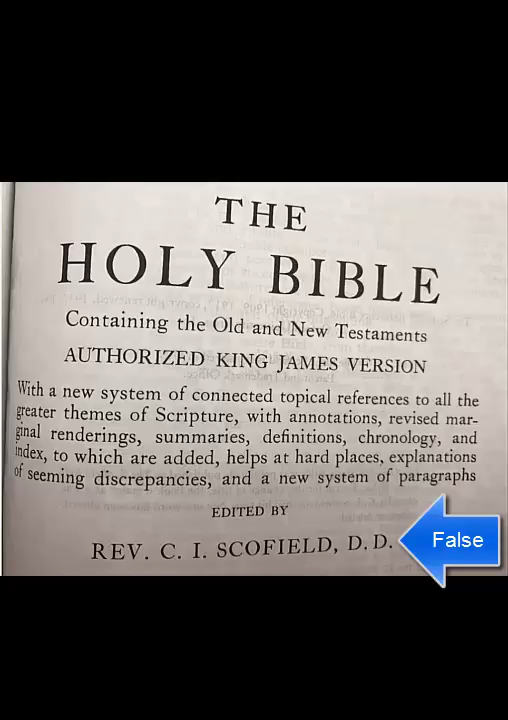 THE
HOLY BIBLE
Containing the Old and New Testaments
AUTHORIZED KING JAMES VERSION
With a new system of connected topical references to all the
greater themes of Scripture, with annotations, revised mar-
ginal renderings, summaries, definitions, chronology, and
index, to which are added, helps at hard places, explanations
of seeming discrepancies, and a new system of paragraphs
EDITED BY
REV. C. I. SCOFIELD, D.D.
False